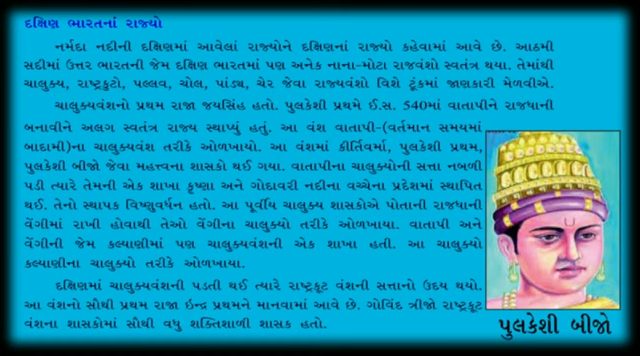 દક્ષિણ ભારતનાં રાજ્યો
નર્મદા નદીની દક્ષિણમાં આવેલાં રાજ્યોને દક્ષિણનાં રાજ્યો કહેવામાં આવે છે. આઠમી
સદીમાં ઉત્તર ભારતની જેમ દક્ષિણ ભારતમાં પણ અનેક નાના-મોટા રાજવંશો સ્વતંત્ર થયા. તેમાંથી
ચાલુક્ય, રાષ્ટ્રકુટો, પલ્લવ, ચોલ, પાંડ્ય, ચેર જેવા રાજ્યવંશો વિશે ટૂંકમાં જાણકારી મેળવીએ.
ચાલુક્યવંશનો પ્રથમ રાજા જયસિંહ હતો. પુલકેશી પ્રથમે ઈ.સ. 540માં વાતાપીને રાજધાની
બનાવીને અલગ સ્વતંત્ર રાજ્ય સ્થાપ્યું હતું. આ વંશ વાતાપી-(વર્તમાન સમયમાં
બાદામી)ના ચાલુક્યવંશ તરીકે ઓળખાયો. આ વંશમાં કીર્તિવર્મા, પુલકેશી પ્રથમ,
પુલકેશી બીજો જેવા મહત્ત્વના શાસકો થઈ ગયા. વાતાપીના ચાલુક્યોની સત્તા નબળી
પડી ત્યારે તેમની એક શાખા કૃષ્ણા અને ગોદાવરી નદીના વચ્ચેના પ્રદેશમાં સ્થાપિત
થઈ. તેનો સ્થાપક વિષ્ણુવર્ધન હતો. આ પૂર્વીય ચાલુક્ય શાસકોએ પોતાની રાજધાની
વેંગીમાં રાખી હોવાથી તેઓ વેંગીના ચાલુક્યો તરીકે ઓળખાયા. વાતાપી અને
વેંગીની જેમ કલ્યાણીમાં પણ ચાલુક્યવંશની એક શાખા હતી. આ ચાલુક્યો
કલ્યાણીના ચાલુક્યો તરીકે ઓળખાયા.
દક્ષિણમાં ચાલુક્યવંશની પડતી થઈ ત્યારે રાષ્ટ્રકૂટ વંશની સત્તાનો ઉદય થયો.
આ વંશનો સૌથી પ્રથમ રાજા ઇન્દ્ર પ્રથમને માનવામાં આવે છે. ગોવિંદ ત્રીજો રાષ્ટ્રકૂટ
વંશના શાસકોમાં સૌથી વધુ શક્તિશાળી શાસક હતો.
પુલકેશી બીજો